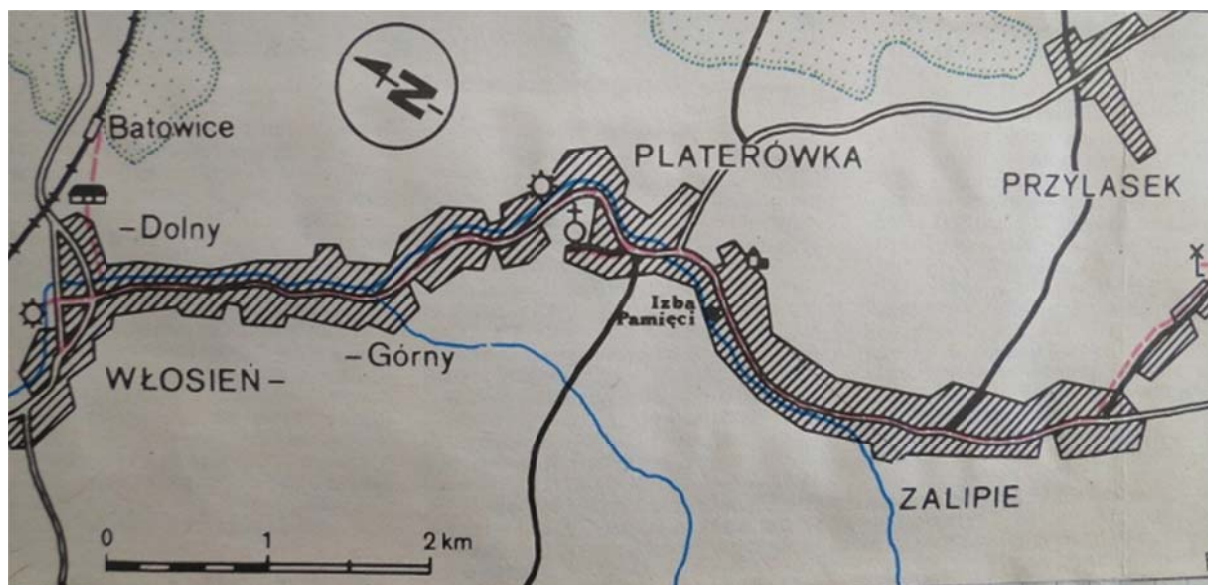 N
Batowice
PLATERÓWKA
PRZYLASEK
-Dolny
Izba
Pamięci
-Górny
WŁOSIEŃ-
ZALIPIE
0 1 2 km